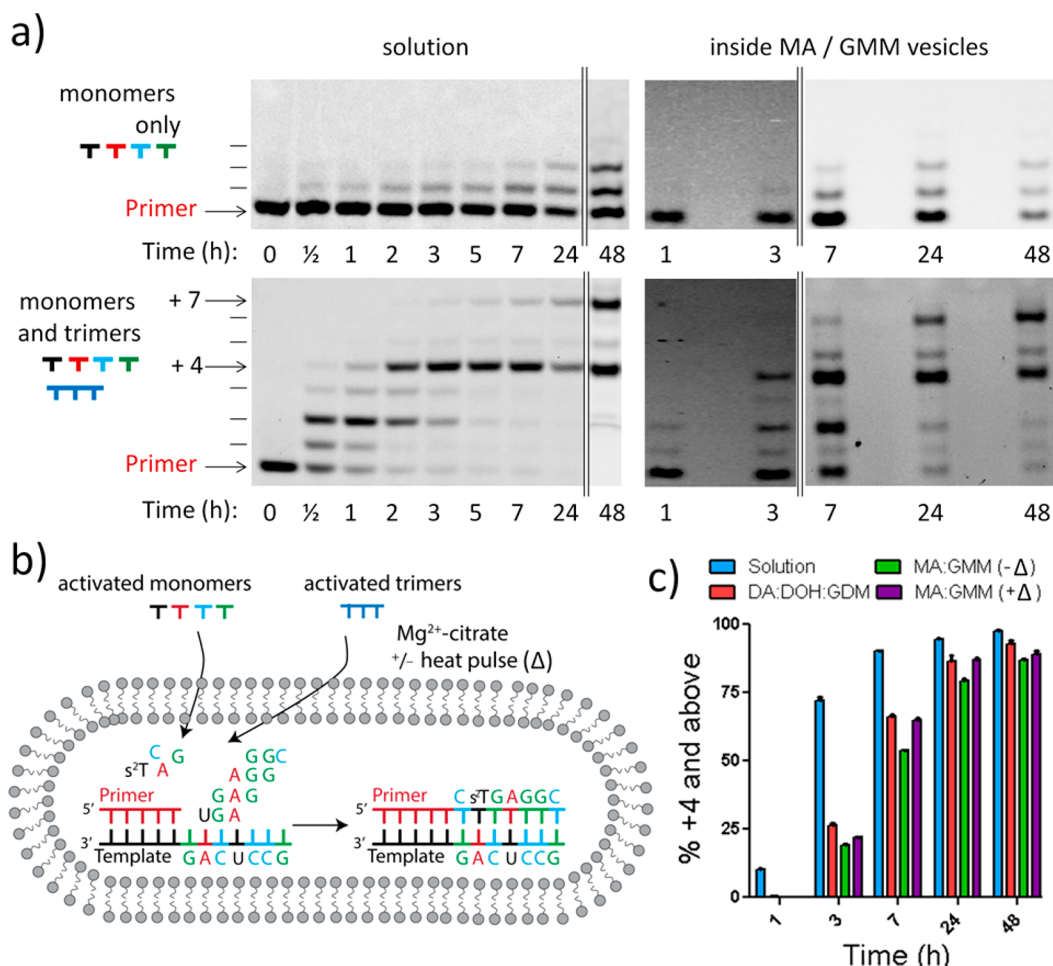 a)
solution
inside MA / GMM vesicles
monomers
only
T T T T
Primer
Time (h): 0 ½ 1 2 3 5 7 24 48 1 3 7 24 48
monomers
and trimers
+ 7
+ 4
Primer
Time (h): 0 ½ 1 2 3 5 7 24 48 1 3 7 24 48
b)
activated monomers
activated trimers
Mg²⁺-citrate
+/− heat pulse (Δ)
C G
s²T A
G G C
A G G
G A G
U G A
Primer
5′
3′
Template
G A C U C C G
Primer C s²T G A G G C
5′
3′
Template
G A C U C C G
c)
Solution
MA:GMM (-Δ)
DA:DOH:GDM
MA:GMM (+Δ)
% +4 and above
100
75
50
25
0
1 3 7 24 48
Time (h)